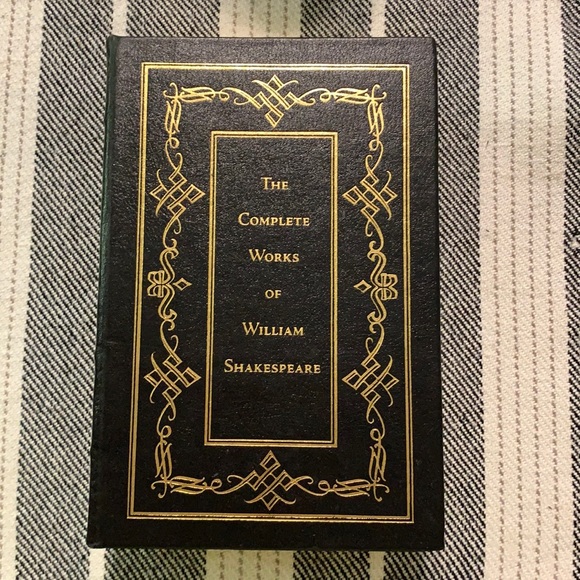 The
Complete
Works
of
William
Shakespeare